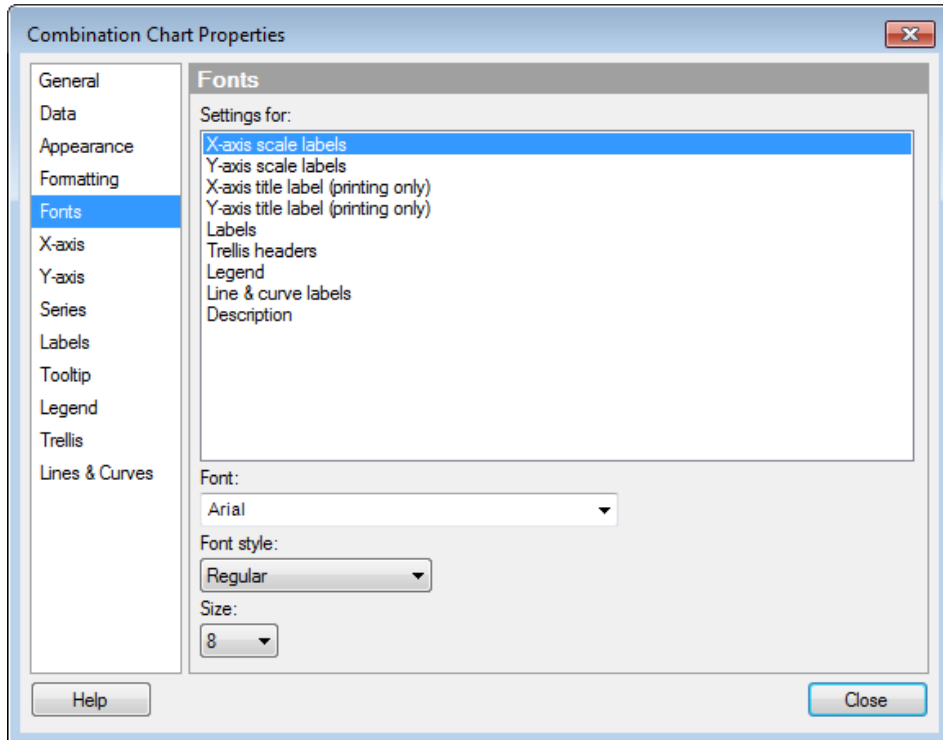 Combination Chart Properties
General
Data
Appearance
Formatting
Fonts
X-axis
Y-axis
Series
Labels
Tooltip
Legend
Trellis
Lines & Curves
Fonts
Settings for:
X-axis scale labels
Y-axis scale labels
X-axis title label (printing only)
Y-axis title label (printing only)
Labels
Trellis headers
Legend
Line & curve labels
Description
Font:
Arial
Font style:
Regular
Size:
8
Help
Close